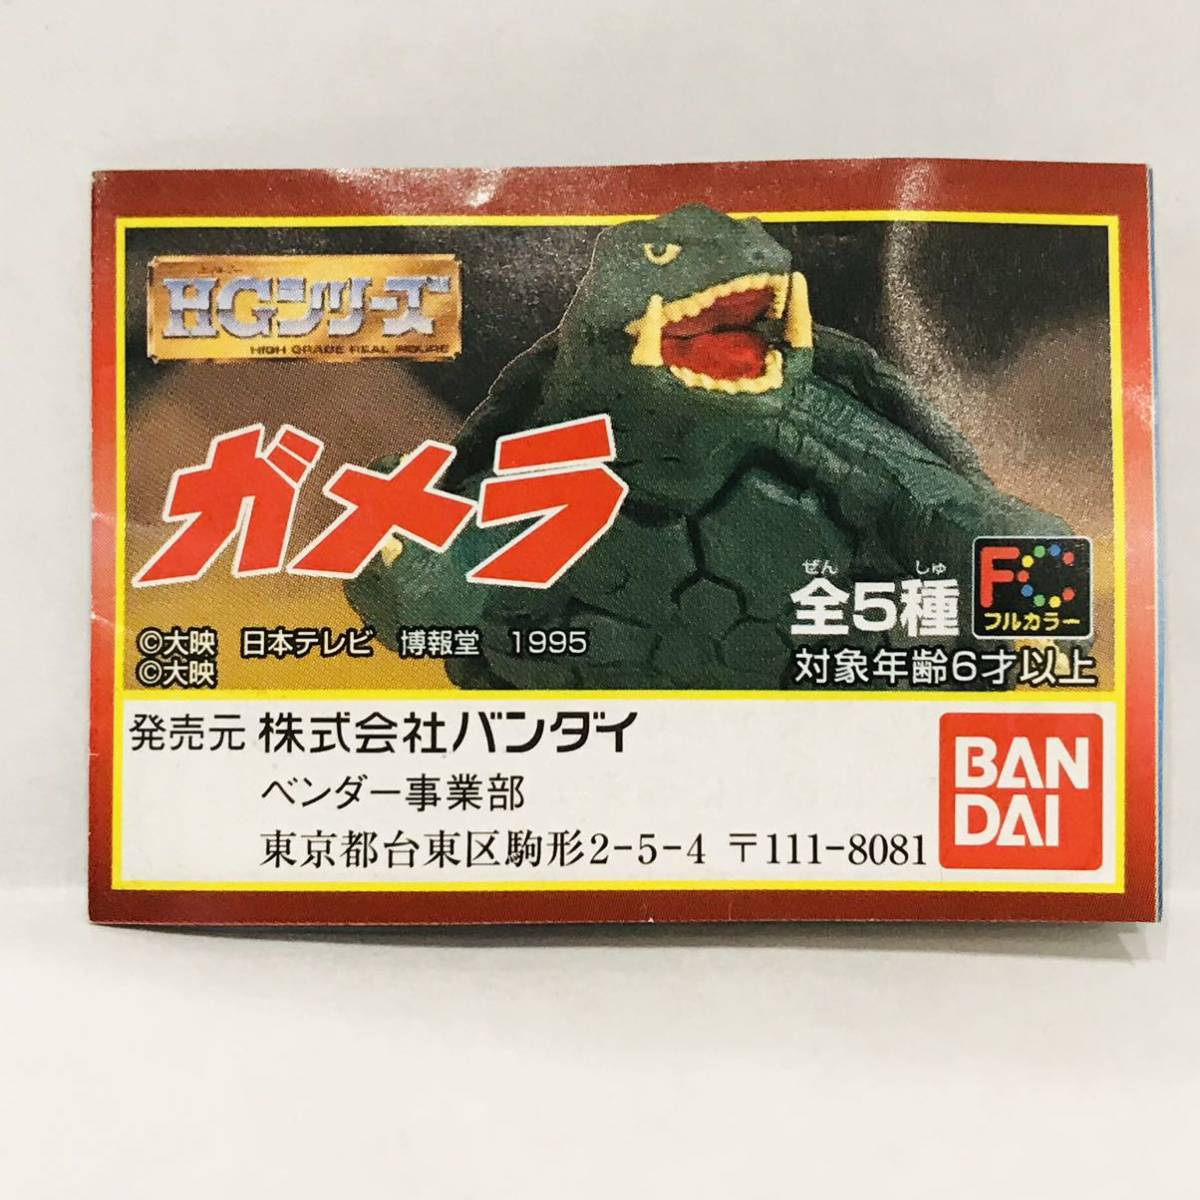 HGシリーズ
HIGH GRADE REAL FIGURE
ガメラ
ぜん しゅ
全5種
FC
フルカラー
©大映 日本テレビ 博報堂 1995
©大映
対象年齢6才以上
発売元 株式会社バンダイ
ベンダー事業部
東京都台東区駒形2-5-4 〒111-8081
BAN
DAI